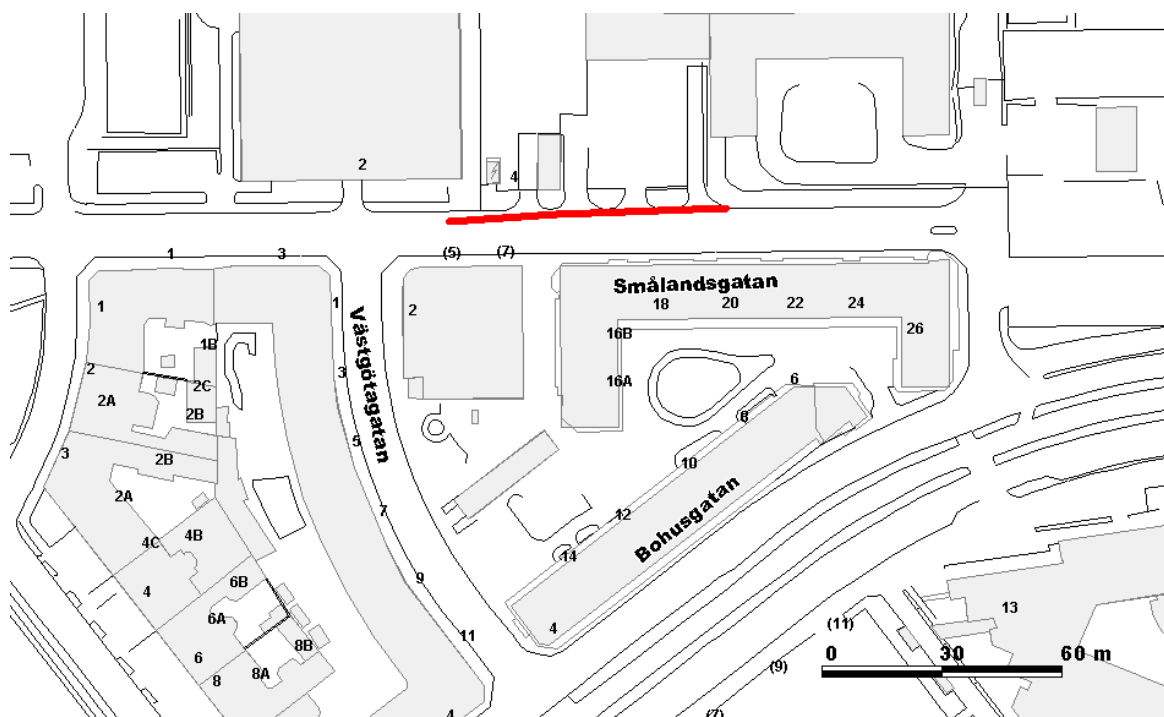 2
4
(5)
(7)
1
3
Smålandsgatan
1
1
2
18
20
22
24
26
16B
Västgötagatan
1B
2
3
16A
6
2C
2A
2B
8
3
5
2B
10
2A
7
12
4C
4B
Bohusgatan
14
4
6B
9
6A
13
11
4
(11)
6
8B
0 30 60 m
8
8A
(9)
4
(7)